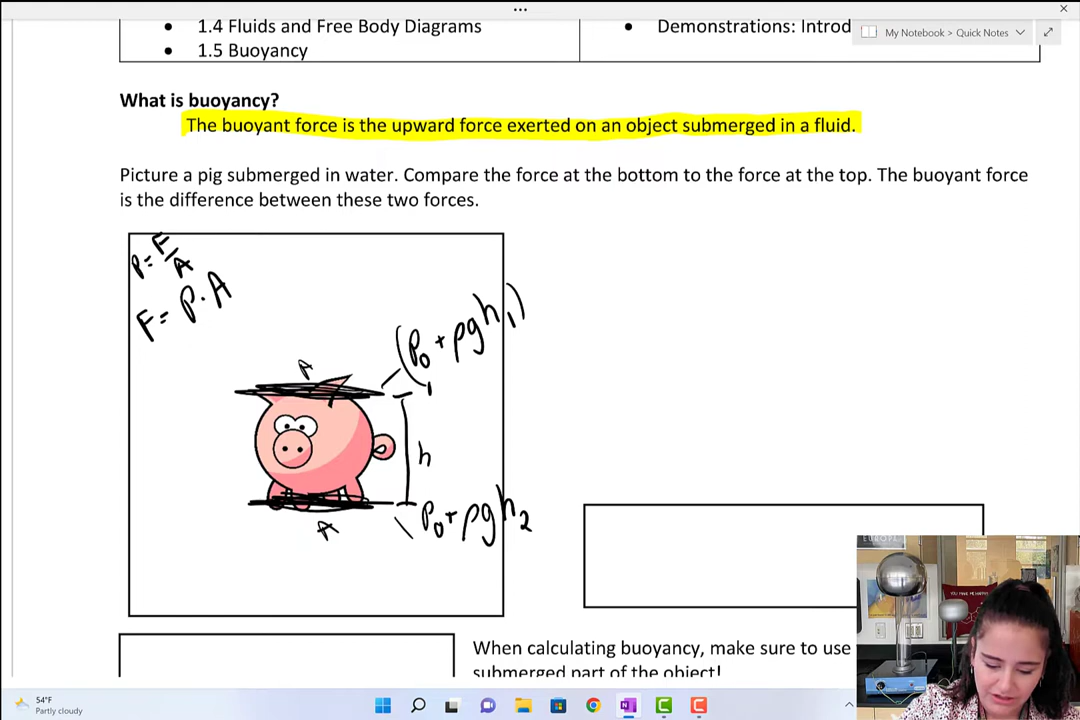 ...
1.4 Fluids and Free Body Diagrams
1.5 Buoyancy
Demonstrations: Introd
My Notebook > Quick Notes
What is buoyancy?
The buoyant force is the upward force exerted on an object submerged in a fluid.
Picture a pig submerged in water. Compare the force at the bottom to the force at the top. The buoyant force
is the difference between these two forces.
P = F/A
F = P · A
(P₀ + ρgh₁)
A
h
P₀ + ρgh₂
A
EUROPE
When calculating buoyancy, make sure to use
submerged part of the object!
54°F
Partly cloudy